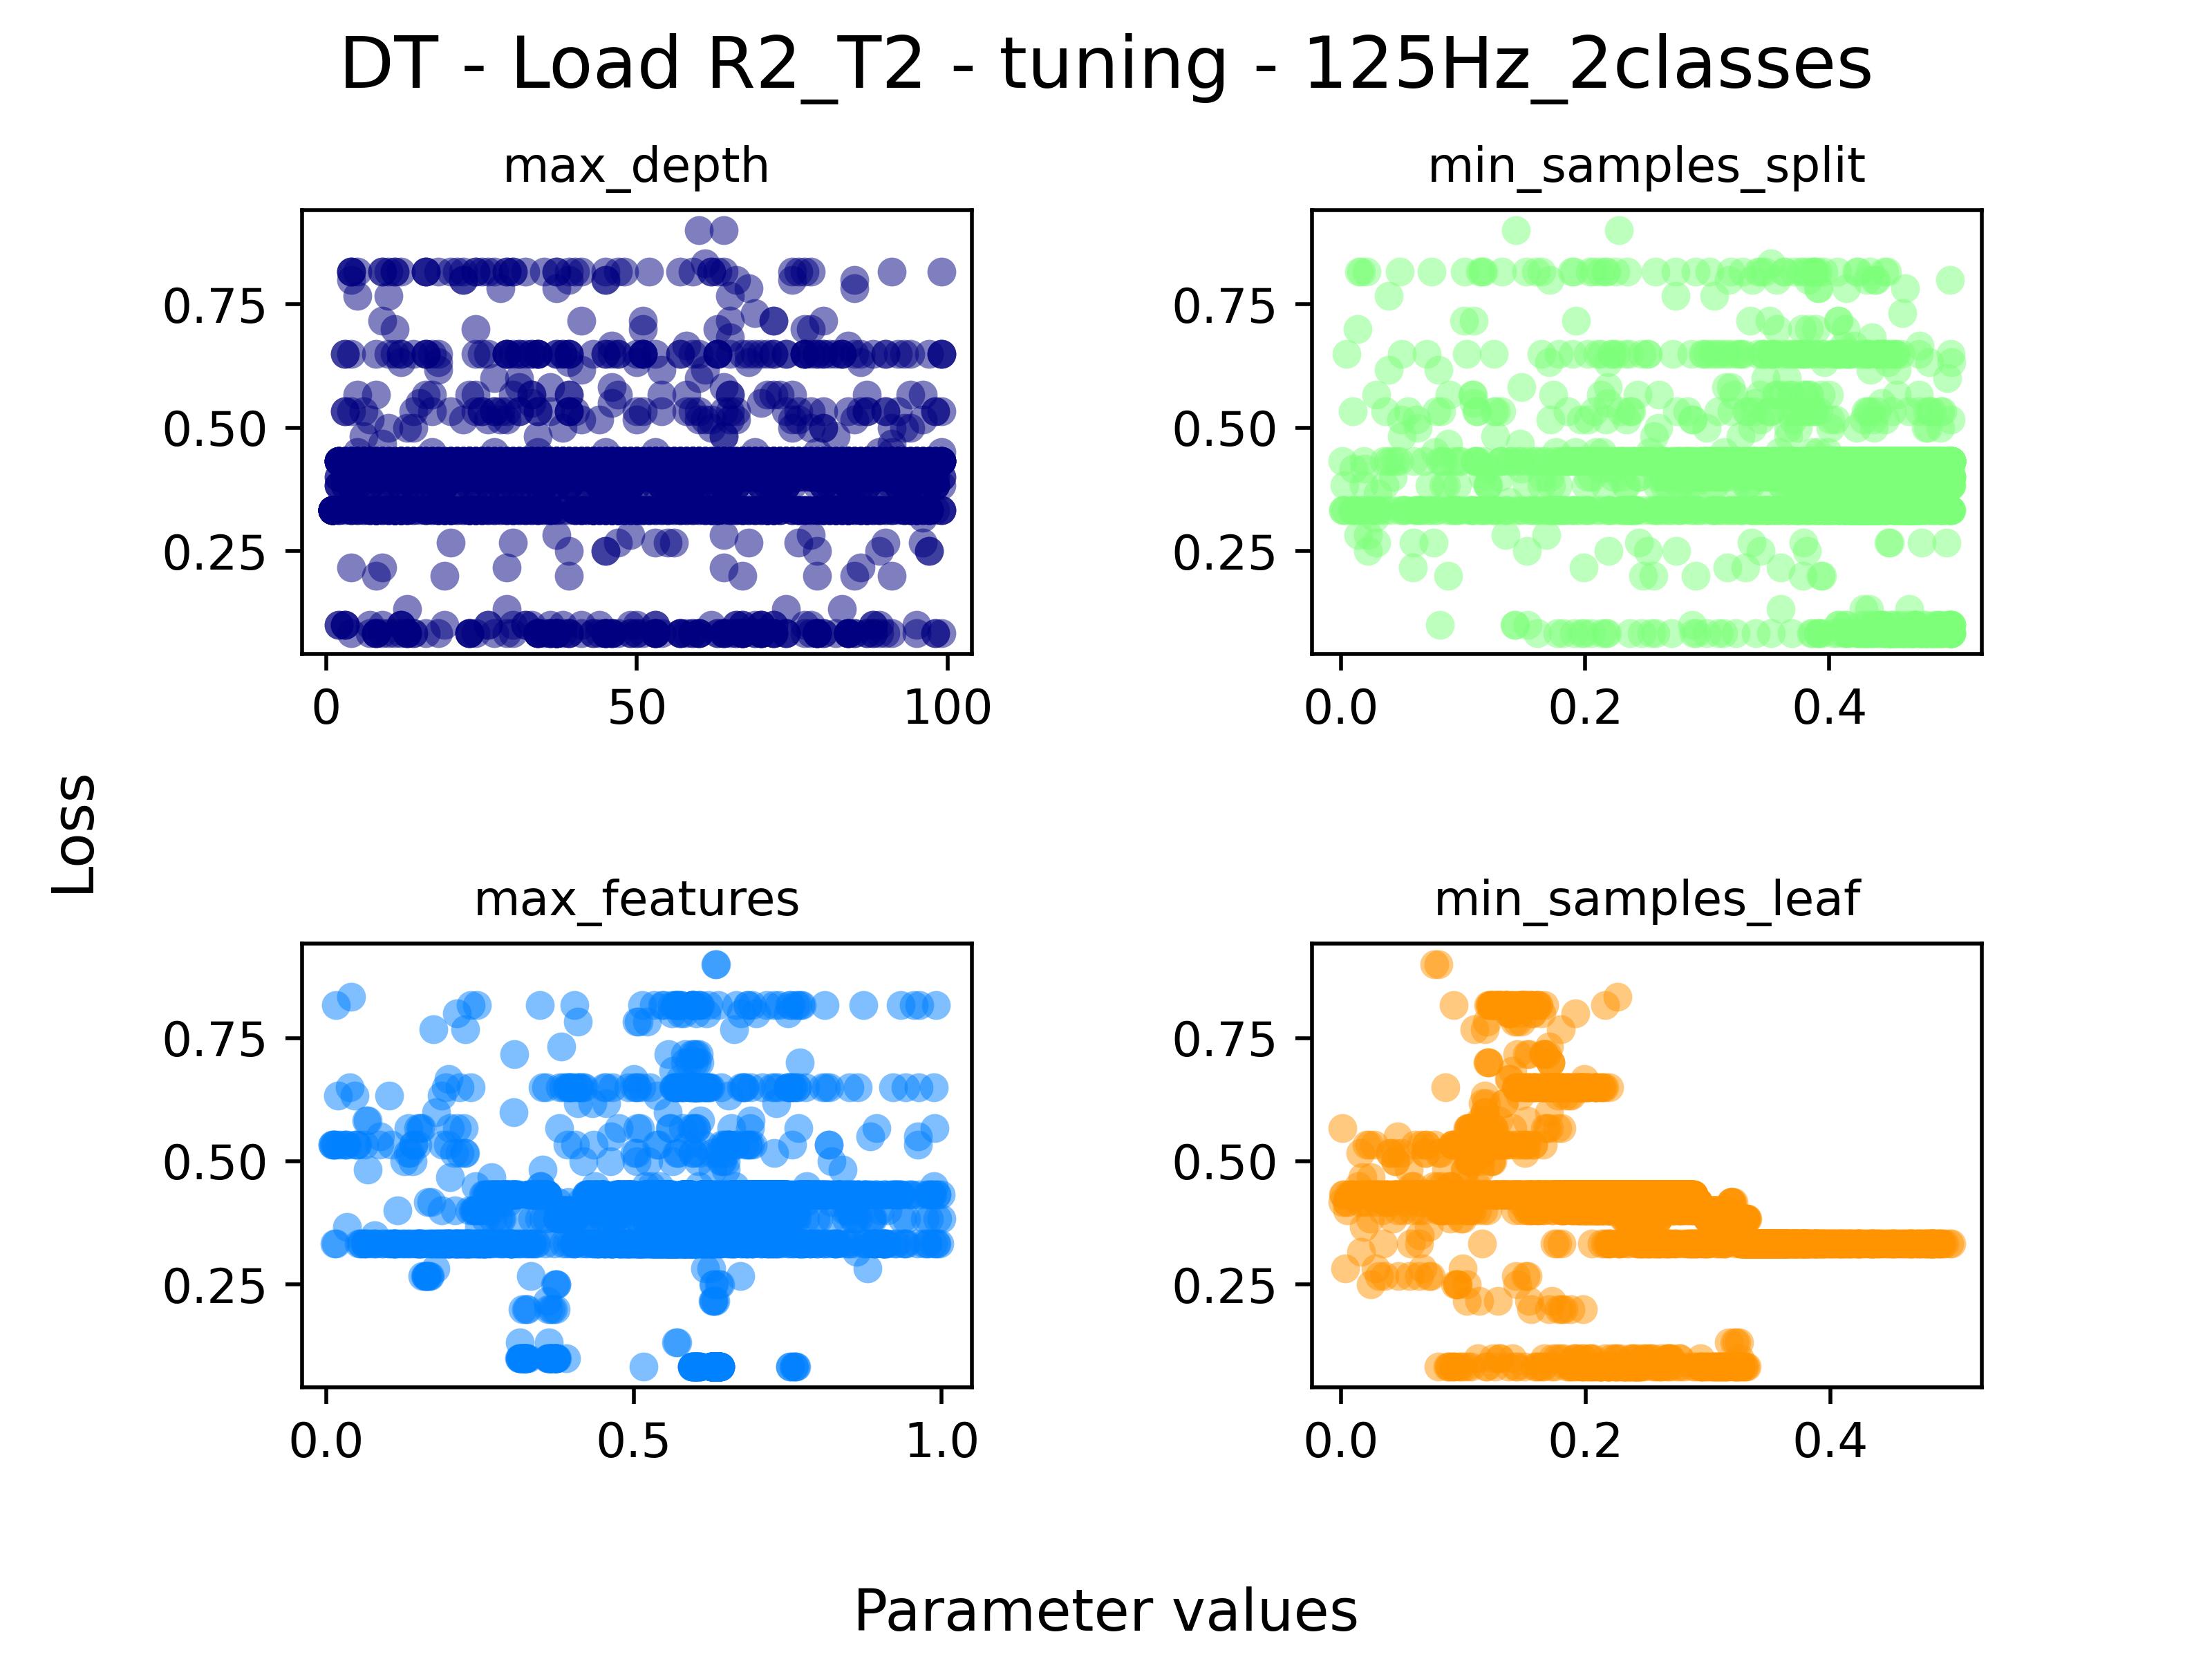 DT - Load R2_T2 - tuning - 125Hz_2classes
max_depth
min_samples_split
0.75
0.50
0.25
0 50 100
0.75
0.50
0.25
0.0 0.2 0.4
Loss
max_features
min_samples_leaf
0.75
0.50
0.25
0.0 0.5 1.0
0.75
0.50
0.25
0.0 0.2 0.4
Parameter values